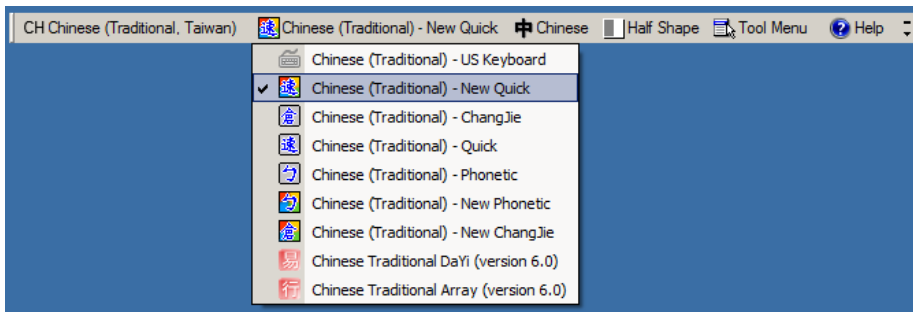 CH Chinese (Traditional, Taiwan) 速 Chinese (Traditional) - New Quick 中 Chinese Half Shape Tool Menu ? Help
Chinese (Traditional) - US Keyboard
速 Chinese (Traditional) - New Quick
倉 Chinese (Traditional) - ChangJie
速 Chinese (Traditional) - Quick
ㄅ Chinese (Traditional) - Phonetic
ㄅ Chinese (Traditional) - New Phonetic
倉 Chinese (Traditional) - New ChangJie
易 Chinese Traditional DaYi (version 6.0)
行 Chinese Traditional Array (version 6.0)